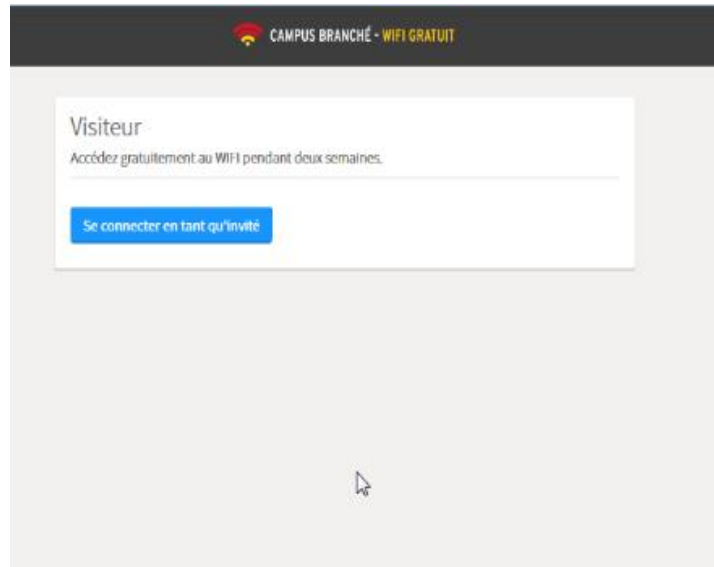 CAMPUS BRANCHÉ - WIFI GRATUIT
Visiteur
Accédez gratuitement au WIFI pendant deux semaines.
Se connecter en tant qu'invité